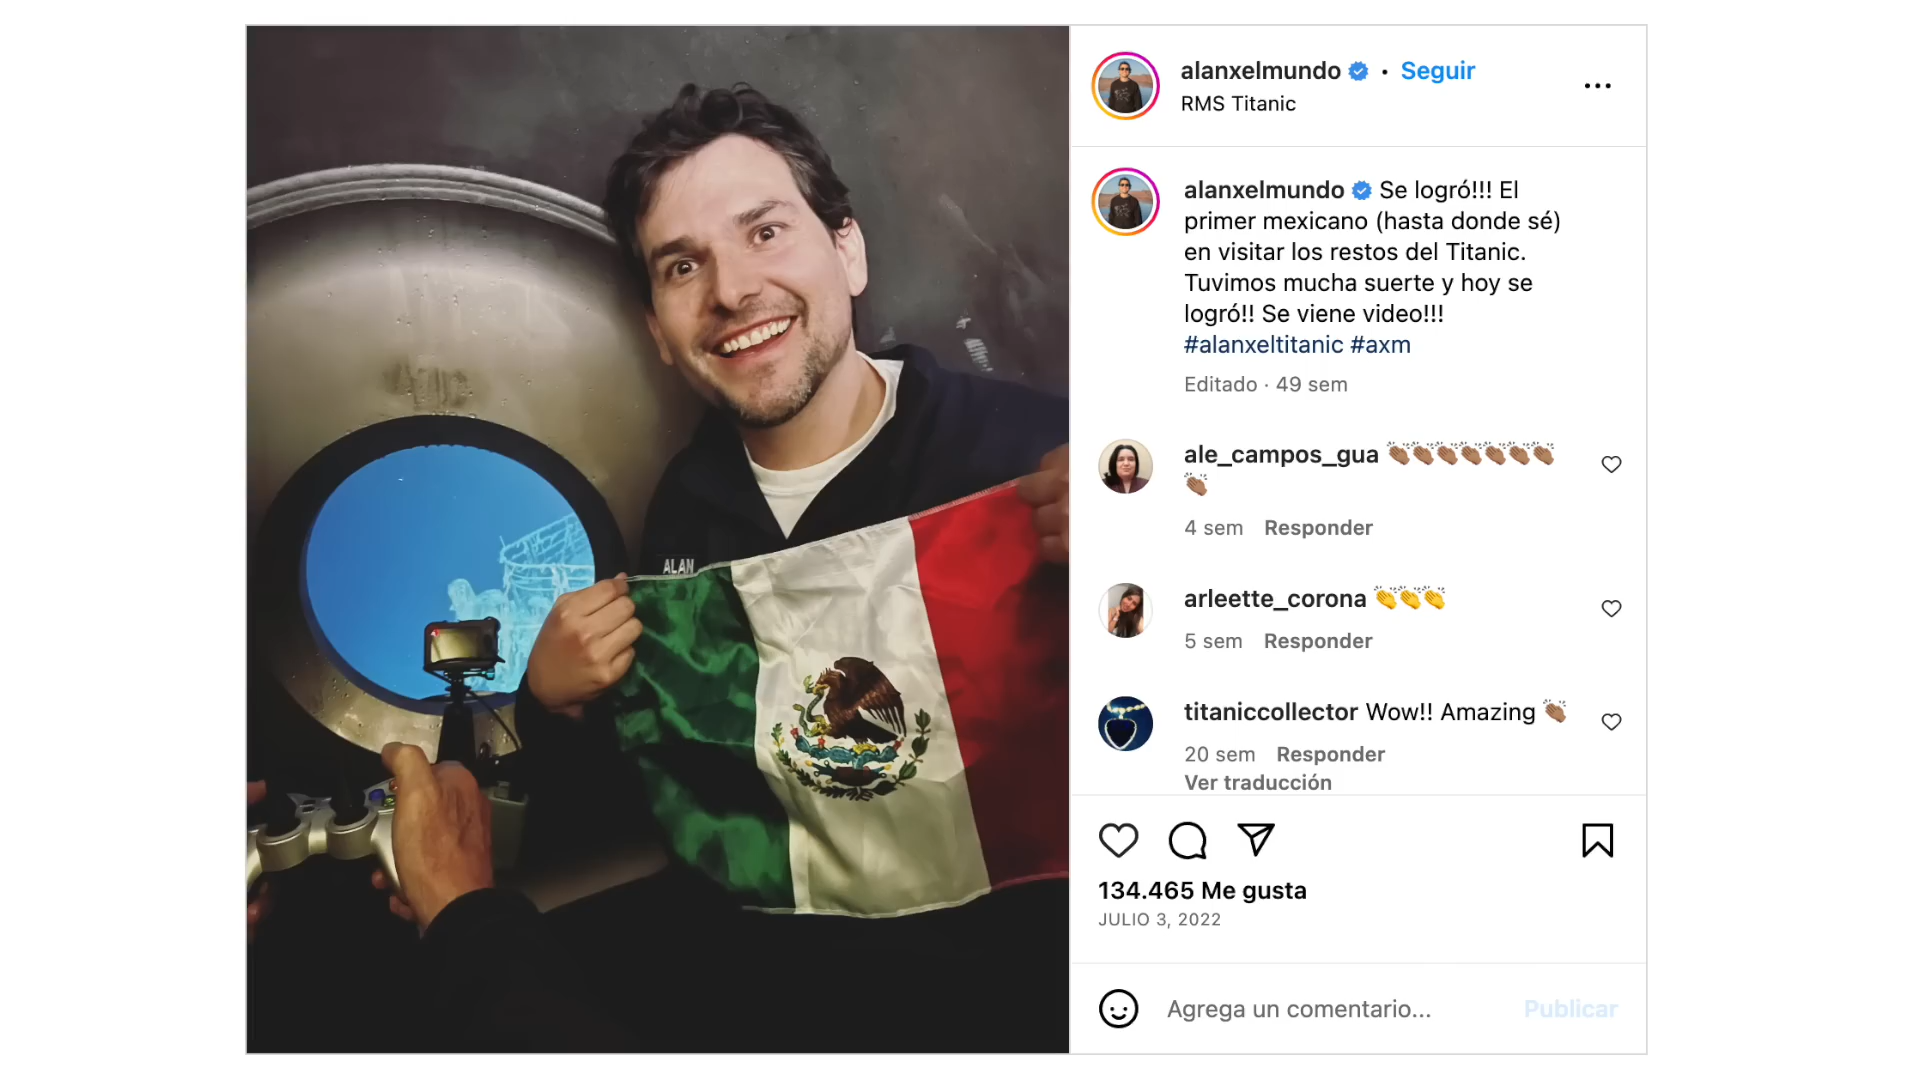 alanxelmundo • Seguir
RMS Titanic
alanxelmundo Se logró!!! El
primer mexicano (hasta donde sé)
en visitar los restos del Titanic.
Tuvimos mucha suerte y hoy se
logró!! Se viene video!!!
#alanxeltitanic #axm
Editado · 49 sem
ale_campos_gua 👏🏽👏🏽👏🏽👏🏽👏🏽👏🏽👏🏽
👏🏽
4 sem Responder
arleette_corona 👏👏👏
5 sem Responder
titaniccollector Wow!! Amazing 👏🏽
20 sem Responder
Ver traducción
134.465 Me gusta
JULIO 3, 2022
Agrega un comentario... Publicar
ALAN